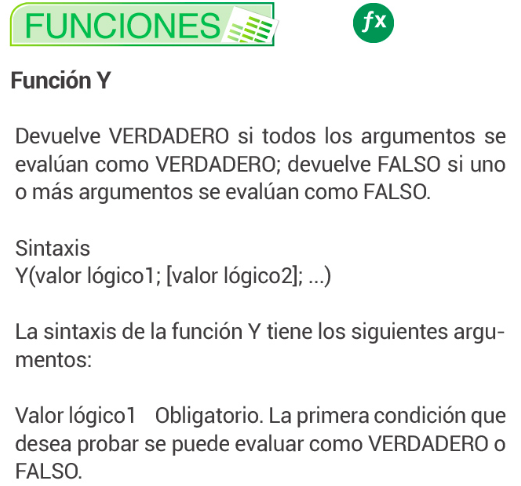 FUNCIONES
fx
Función Y
Devuelve VERDADERO si todos los argumentos se
evalúan como VERDADERO; devuelve FALSO si uno
o más argumentos se evalúan como FALSO.
Sintaxis
Y(valor lógico1; [valor lógico2]; ...)
La sintaxis de la función Y tiene los siguientes argu-
mentos:
Valor lógico1    Obligatorio. La primera condición que
desea probar se puede evaluar como VERDADERO o
FALSO.